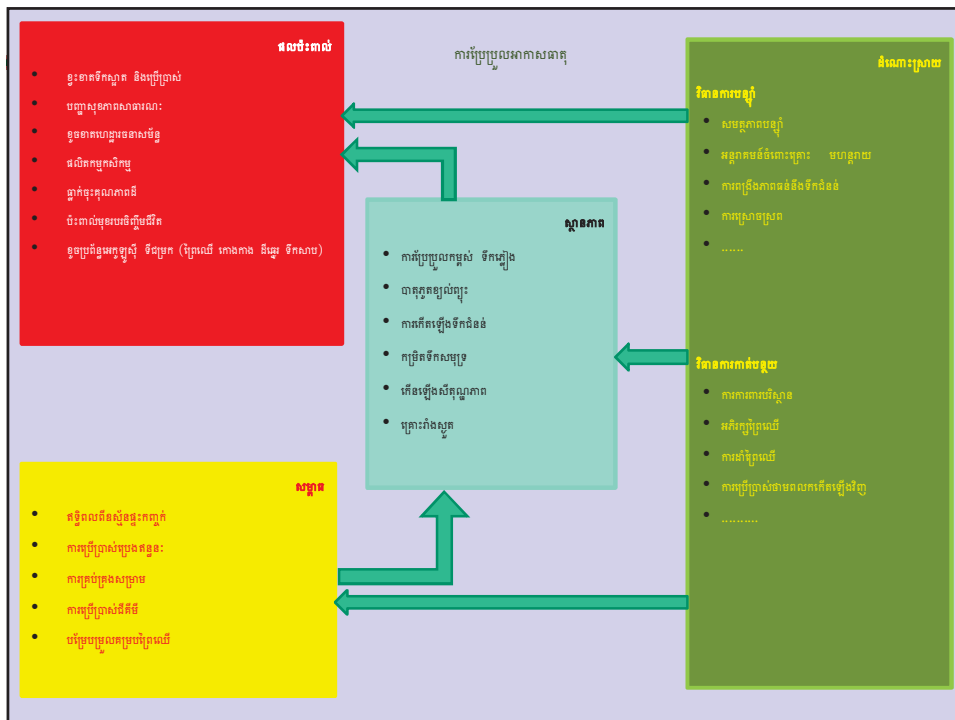 ការប្រែប្រួលអាកាសធាតុ
ផលប៉ះពាល់
• ខ្វះខាតទឹកស្អាត និងប្រើប្រាស់
• បញ្ហាសុខភាពសាធារណៈ
• ខូចខាតហេដ្ឋារចនាសម័ន្ធ
• ផលិតកម្មកសិកម្ម
• ធ្លាក់ចុះគុណភាពដី
• ប៉ះពាល់មុខរបរចិញ្ចឹមជីវិត
• ខូចប្រព័ន្ធអេកូឡូស៊ី ទីជម្រក (ព្រៃឈើ កោងកាង ដីឆ្នេរ ទឹកសាប)
ស្ថានភាព
• ការប្រែប្រួលកម្ពស់ ទឹកភ្លៀង
• បាតុភូតខ្យល់ព្យុះ
• ការកើតឡើងទឹកជំនន់
• កម្រិតទឹកសមុទ្រ
• កើនឡើងសីតុណ្ហភាព
• គ្រោះរាំងស្ងួត
សម្ពាធ
• ឥទ្ធិពលពីឧស្ម័នផ្ទះកញ្ចក់
• ការប្រើប្រាស់ប្រេងឥន្ធនៈ
• ការគ្រប់គ្រងសម្រាម
• ការប្រើប្រាស់ជីគីមី
• បម្រែបម្រួលគម្របព្រៃឈើ
ដំណោះស្រាយ
វិធានការបន្ស៊ាំ
• សមត្ថភាពបន្ស៊ាំ
• អន្តរាគមន៍ចំពោះគ្រោះ មហន្តរាយ
• ការពង្រឹងភាពធន់នឹងទឹកជំនន់
• ការស្រោចស្រព
• ......
វិធានការកាត់បន្ថយ
• ការការពារបរិស្ថាន
• អភិរក្សព្រៃឈើ
• ការដាំព្រៃឈើ
• ការប្រើប្រាស់ថាមពលកកើតឡើងវិញ
• ..........